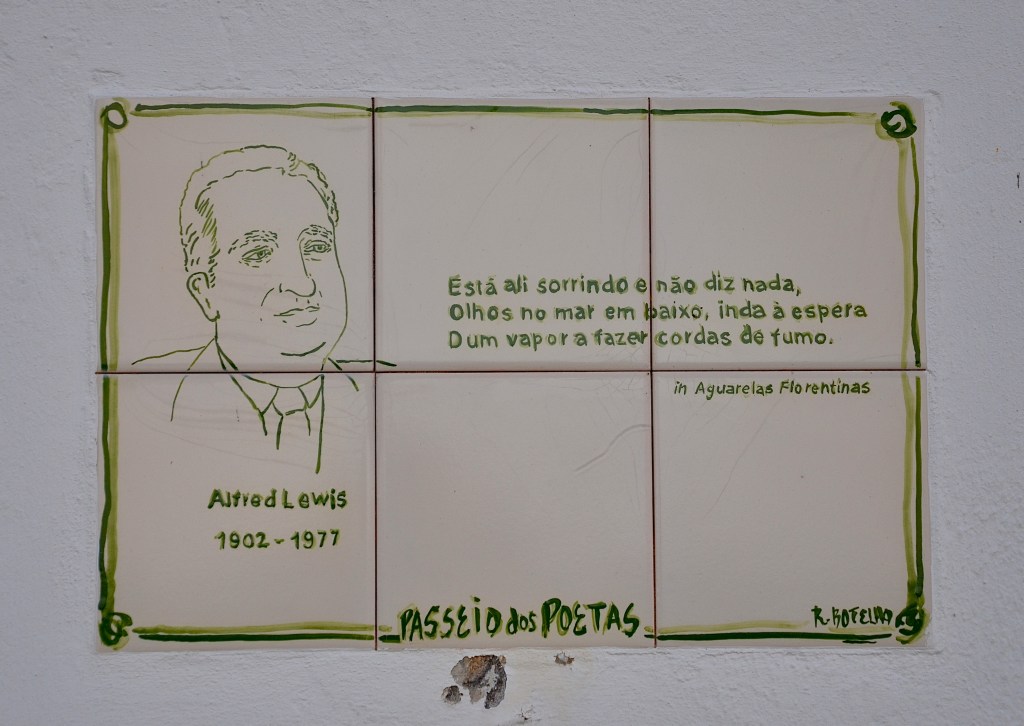 Está ali sorrindo e não diz nada,
Olhos no mar em baixo, inda à espera
Dum vapor a fazer cordas de fumo.
in Aguarelas Florentinas
Alfred Lewis
1902 - 1977
PASSEIO dos POETAS
R. BOTELHO